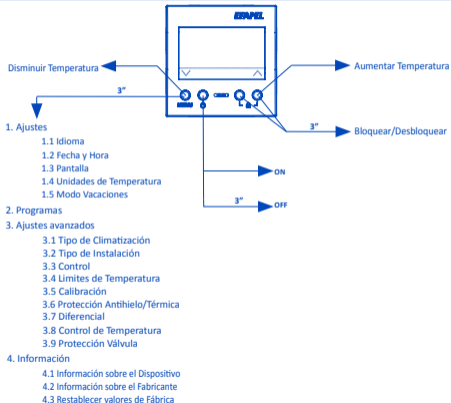 EFAPEL
Disminuir Temperatura
Aumentar Temperatura
3"
MENU
3"
Bloquear/Desbloquear
1. Ajustes
1.1 Idioma
1.2 Fecha y Hora
1.3 Pantalla
1.4 Unidades de Temperatura
1.5 Modo Vacaciones
ON
3"
OFF
2. Programas
3. Ajustes avanzados
3.1 Tipo de Climatización
3.2 Tipo de Instalación
3.3 Control
3.4 Limites de Temperatura
3.5 Calibración
3.6 Protección Antihielo/Térmica
3.7 Diferencial
3.8 Control de Temperatura
3.9 Protección Válvula
4. Información
4.1 Información sobre el Dispositivo
4.2 Información sobre el Fabricante
4.3 Restablecer valores de Fábrica